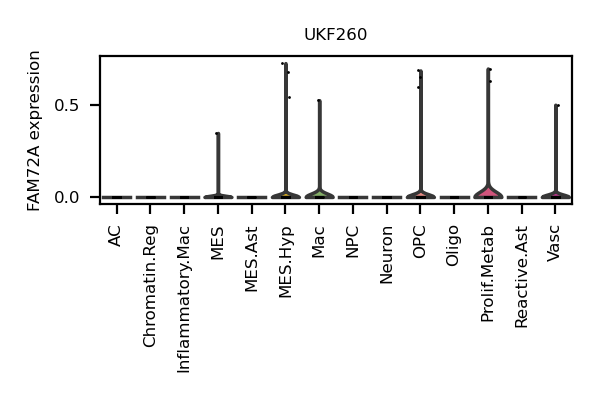 UKF260
FAM72A expression
0.5
0.0
AC
Chromatin.Reg
Inflammatory.Mac
MES
MES.Ast
MES.Hyp
Mac
NPC
Neuron
OPC
Oligo
Prolif.Metab
Reactive.Ast
Vasc